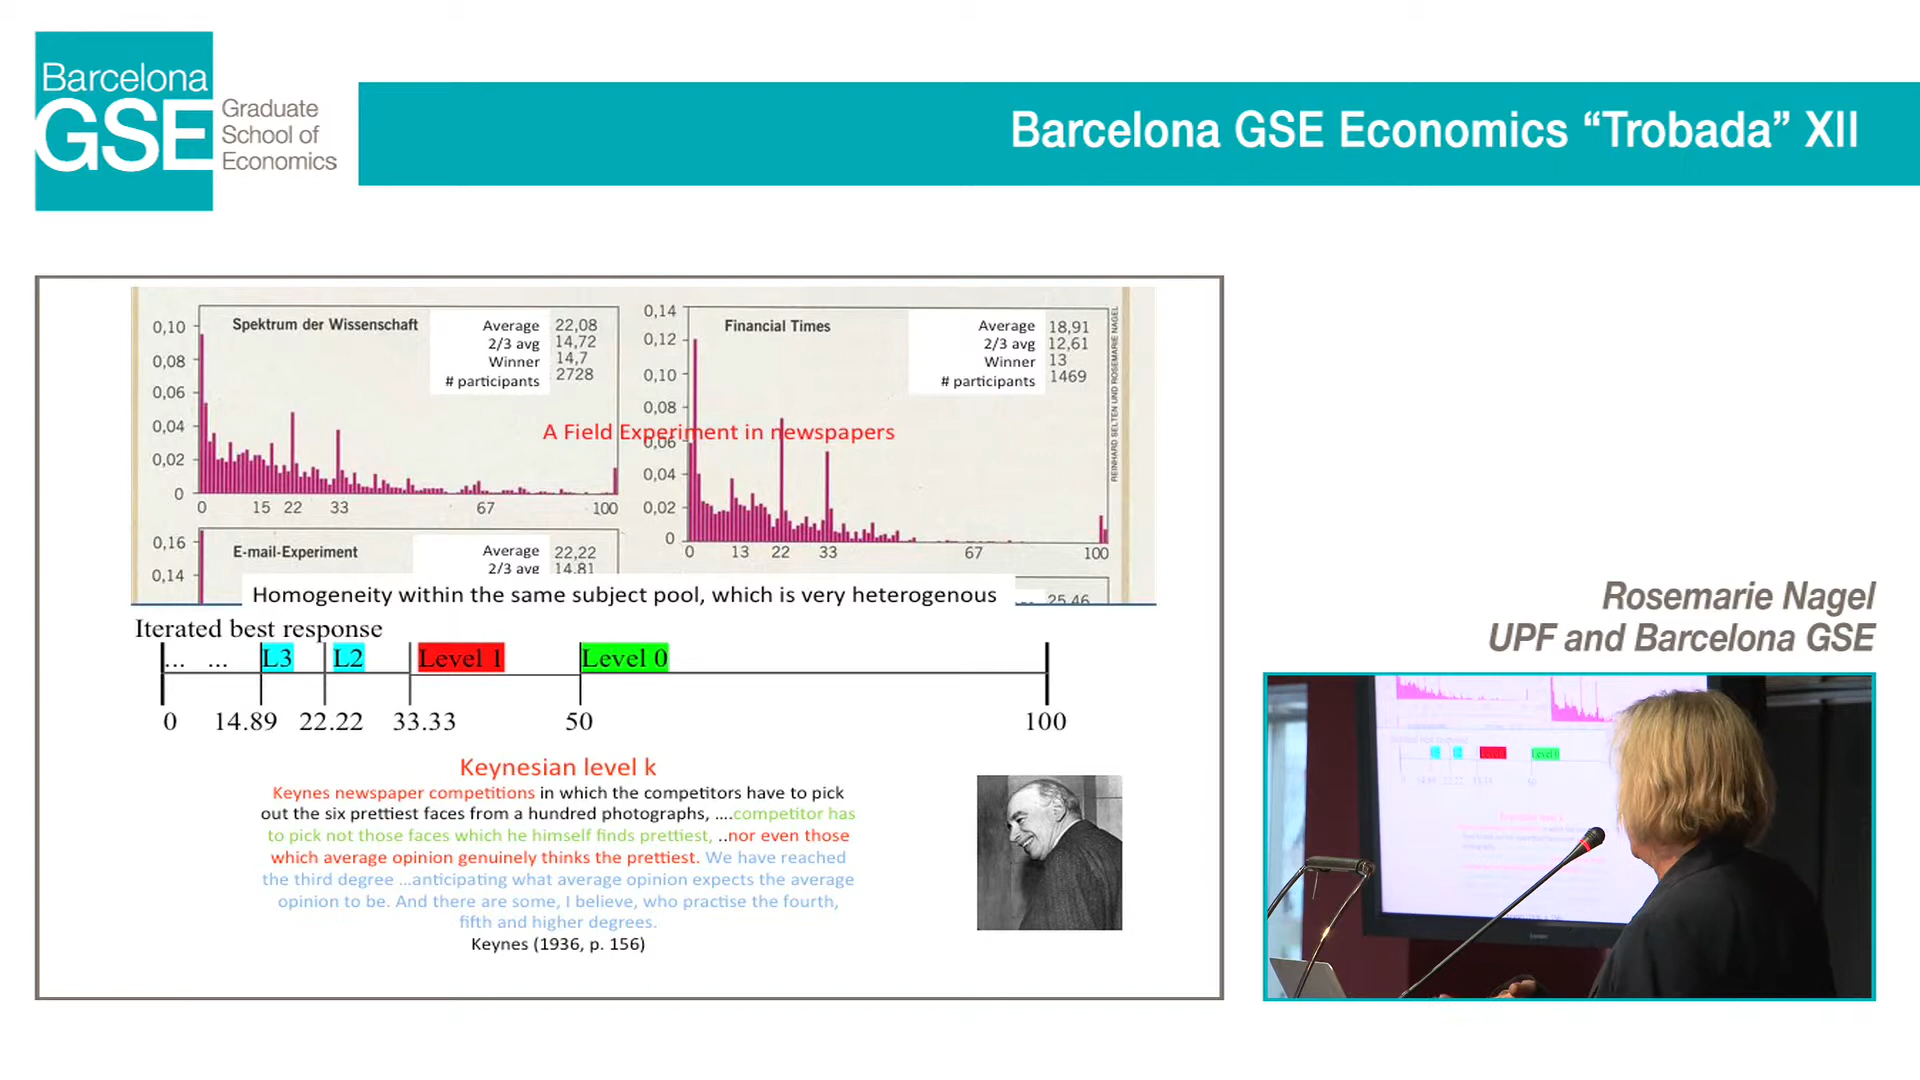 Barcelona
GSE
Graduate
School of
Economics
Barcelona GSE Economics “Trobada” XII
Spektrum der Wissenschaft
Average 22,08
2/3 avg 14,72
Winner 14,7
# participants 2728
0,10
0,08
0,06
0,04
0,02
0
0 15 22 33 67 100
Financial Times
Average 18,91
2/3 avg 12,61
Winner 13
# participants 1469
0,14
0,12
0,10
0,08
0,06
0,04
0,02
0
0 13 22 33 67 100
REINHARD SELTEN UND ROSEMARIE NAGEL
A Field Experiment in newspapers
E-mail-Experiment
Average 22,22
2/3 avg 14,81
0,16
0,14
25,46
Homogeneity within the same subject pool, which is very heterogenous
Iterated best response
... ... L3 L2 Level 1 Level 0
0 14.89 22.22 33.33 50 100
Keynesian level k
Keynes newspaper competitions in which the competitors have to pick
out the six prettiest faces from a hundred photographs, ....competitor has
to pick not those faces which he himself finds prettiest, ..nor even those
which average opinion genuinely thinks the prettiest. We have reached
the third degree ...anticipating what average opinion expects the average
opinion to be. And there are some, I believe, who practise the fourth,
fifth and higher degrees.
Keynes (1936, p. 156)
Rosemarie Nagel
UPF and Barcelona GSE